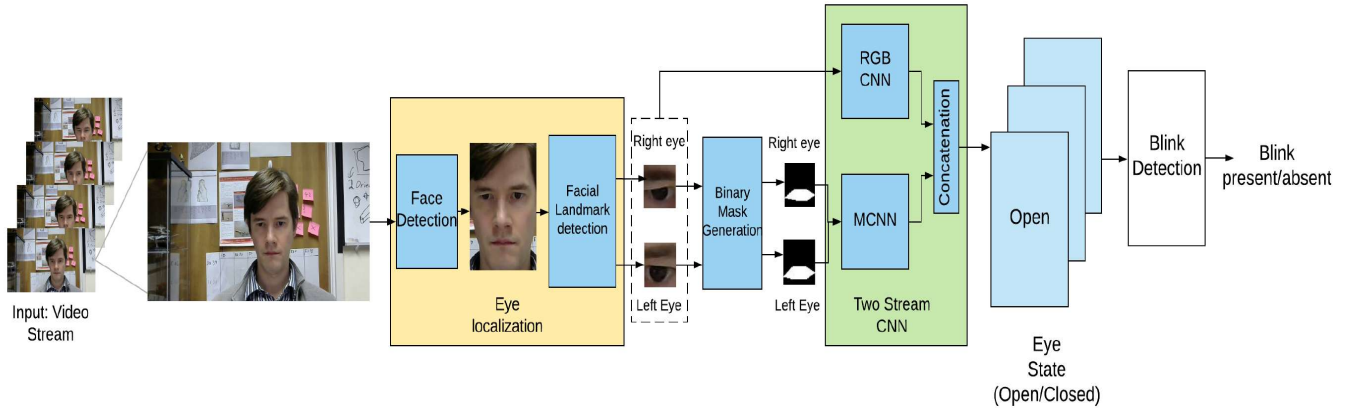 Input: Video
Stream
Face
Detection
Facial
Landmark
detection
Eye
localization
Right eye
Left Eye
Binary
Mask
Generation
Right eye
Left Eye
RGB
CNN
MCNN
Concatenation
Two Stream
CNN
Open
Eye
State
(Open/Closed)
Blink
Detection
Blink
present/absent